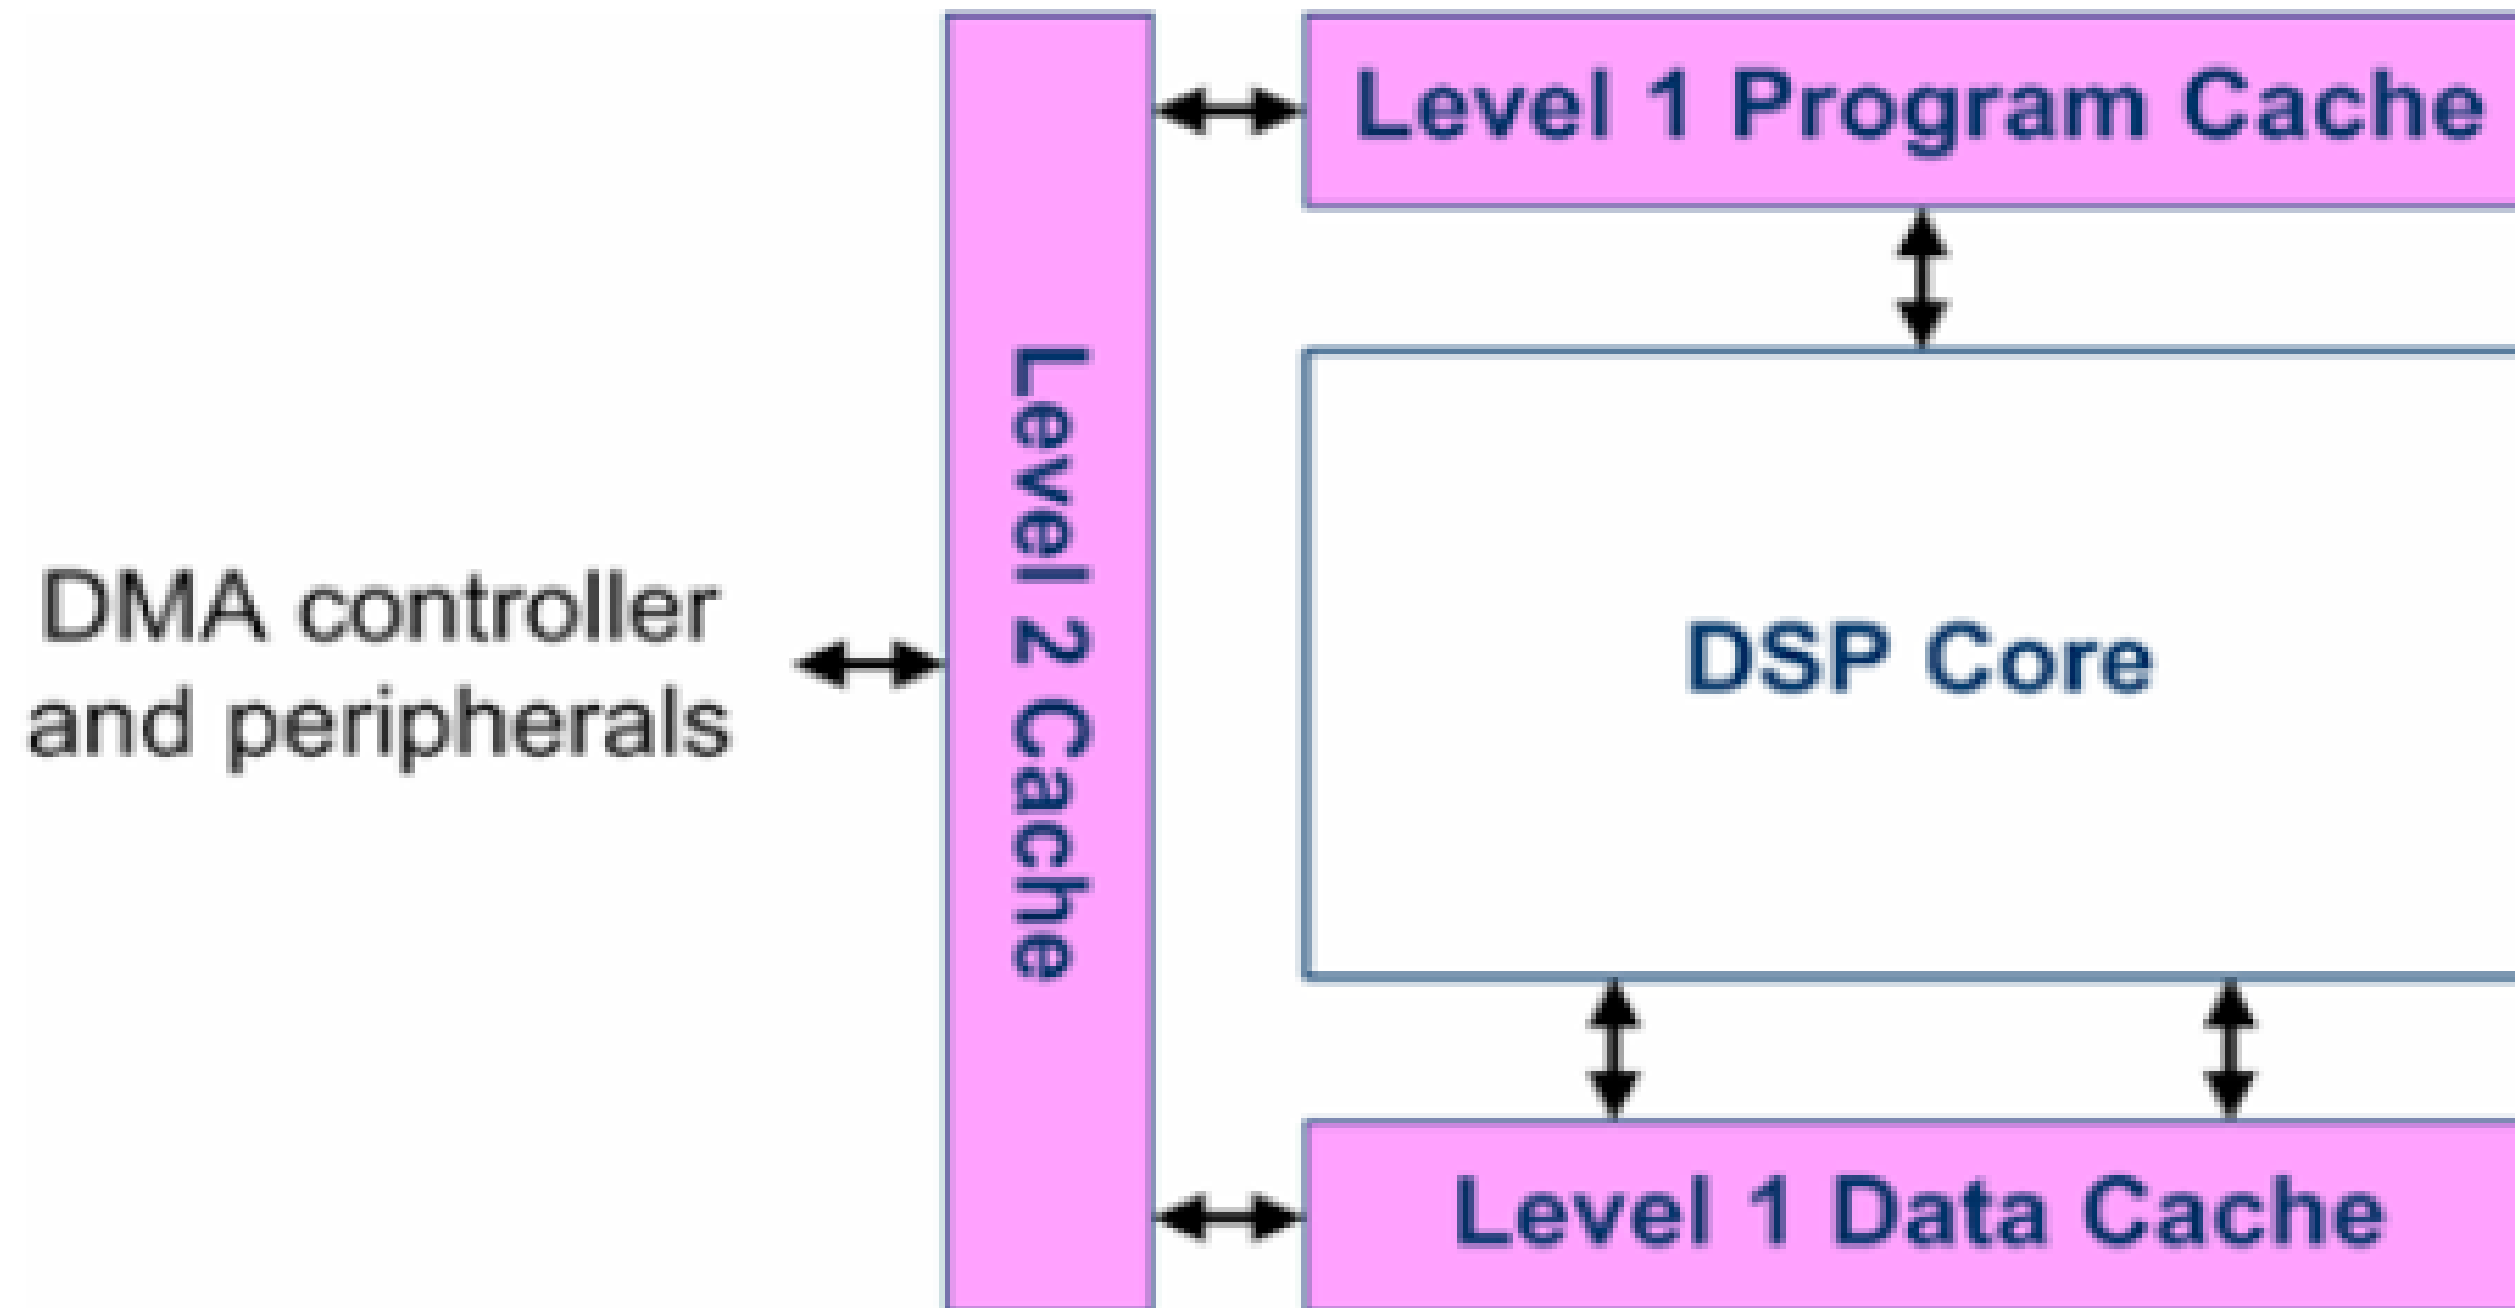 Level 1 Program Cache
Level 2 Cache
DMA controller
and peripherals
DSP Core
Level 1 Data Cache